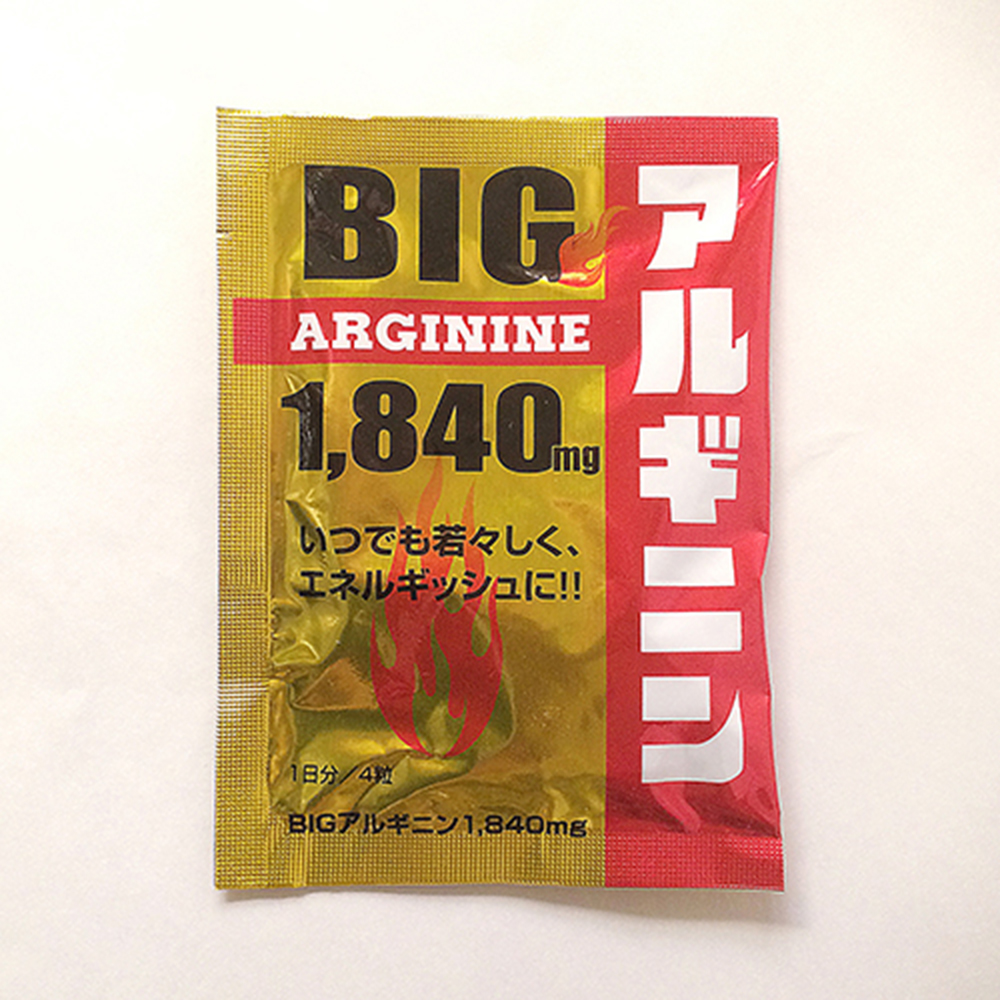 BIG
ARGININE
1,840mg
いつでも若々しく、
エネルギッシュに!!
1日分/4粒
BIGアルギニン1,840mg
アルギニン